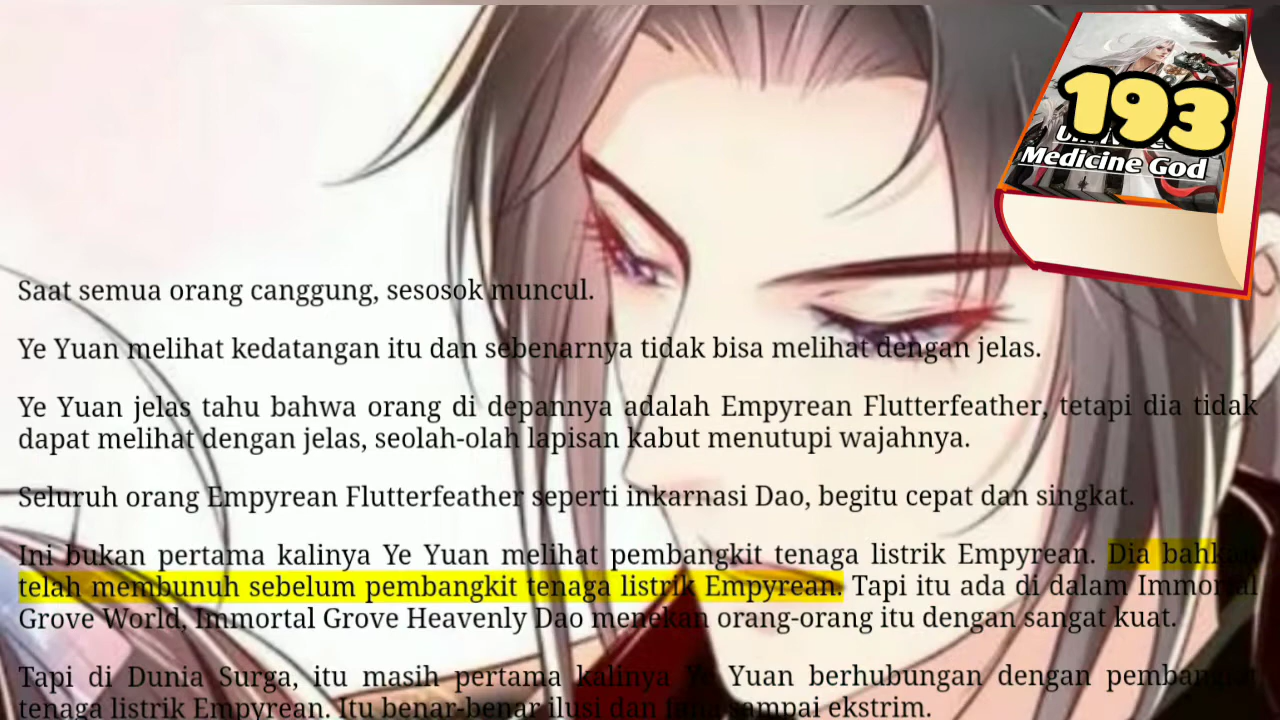 193
Medicine God
Saat semua orang canggung, sesosok muncul.
Ye Yuan melihat kedatangan itu dan sebenarnya tidak bisa melihat dengan jelas.
Ye Yuan jelas tahu bahwa orang di depannya adalah Empyrean Flutterfeather, tetapi dia tidak
dapat melihat dengan jelas, seolah-olah lapisan kabut menutupi wajahnya.
Seluruh orang Empyrean Flutterfeather seperti inkarnasi Dao, begitu cepat dan singkat.
Ini bukan pertama kalinya Ye Yuan melihat pembangkit tenaga listrik Empyrean. Dia bahkan
telah membunuh sebelum pembangkit tenaga listrik Empyrean. Tapi itu ada di dalam Immortal
Grove World, Immortal Grove Heavenly Dao menekan orang-orang itu dengan sangat kuat.
Tapi di Dunia Surga, itu masih pertama kalinya Ye Yuan berhubungan dengan pembangkit
tenaga listrik Empyrean. Itu benar-benar ilusi dan sampai ekstrim.